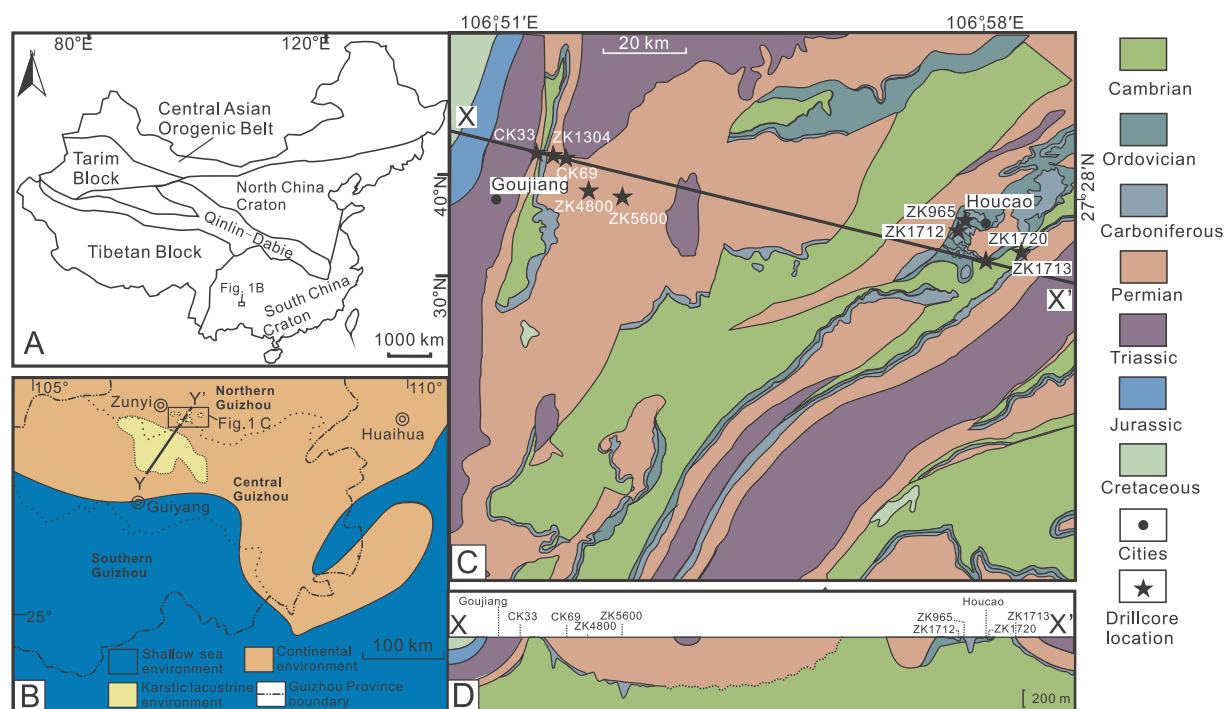 80°E
120°E
N
Central Asian
Orogenic Belt
Tarim
Block
North China
Craton
Qinlin-Dabie
Tibetan Block
Fig. 1B
South China
Craton
40°N
30°N
A
1000 km
105°
110°
Zunyi
Y'
Northern
Guizhou
Fig.1 C
Huaihua
Y
Central
Guizhou
Guiyang
Southern
Guizhou
25°
100 km
Shallow sea
environment
Continental
environment
Karstic lacustrine
environment
Guizhou Province
boundary
B
106°51′E
106°58′E
20 km
X
CK33
ZK1304
CK69
Goujiang
ZK4800
ZK5600
27°28′N
ZK965
Houcao
ZK1712
ZK1720
ZK1713
X'
C
Goujiang
Houcao
X
CK33
CK69
ZK5600
ZK4800
ZK965
ZK1713
ZK1712
ZK1720
X'
D
200 m
Cambrian
Ordovician
Carboniferous
Permian
Triassic
Jurassic
Cretaceous
Cities
Drillcore
location